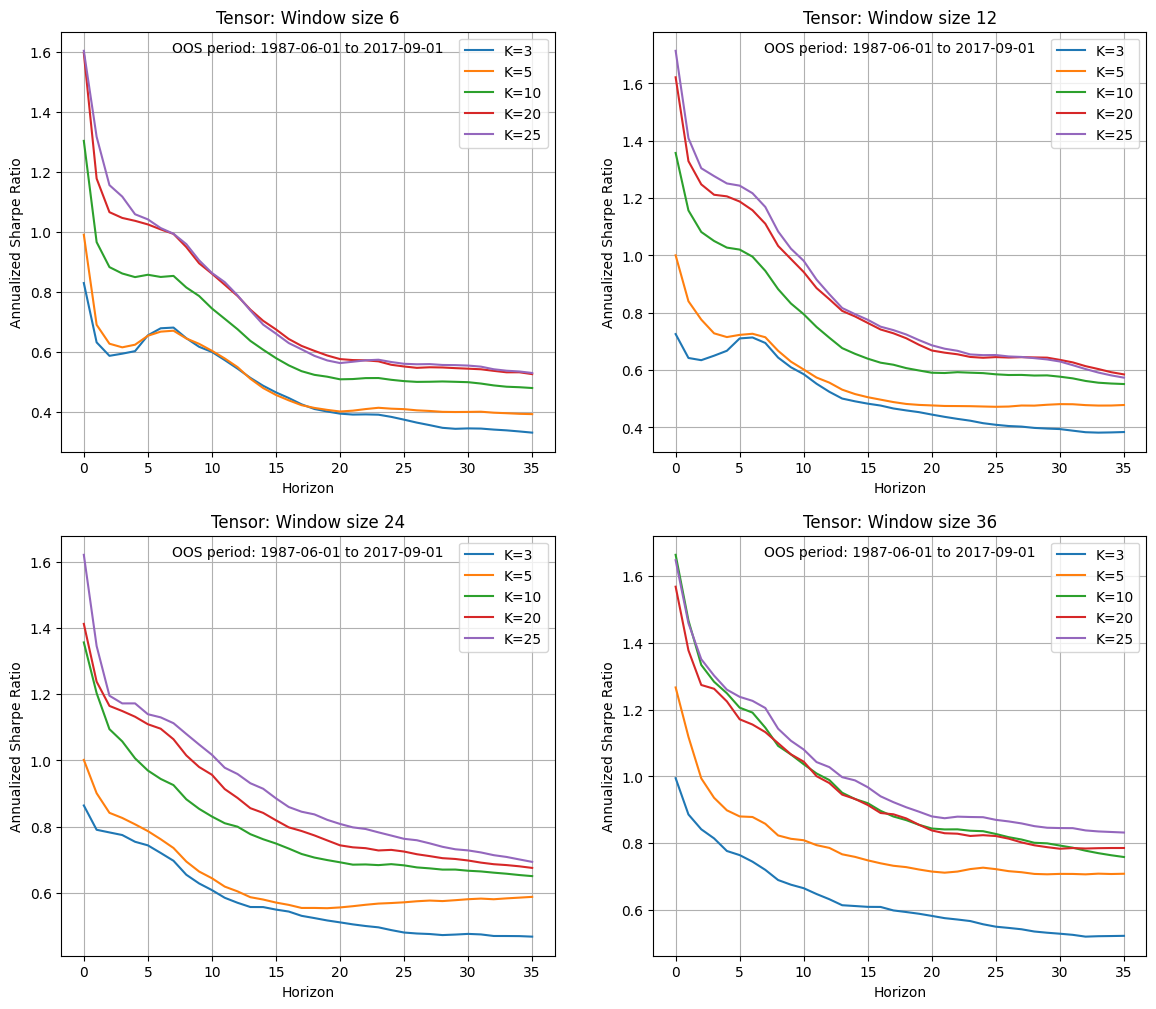 Tensor: Window size 6
OOS period: 1987-06-01 to 2017-09-01
K=3
K=5
K=10
K=20
K=25
1.6
1.4
1.2
1.0
0.8
0.6
0.4
Annualized Sharpe Ratio
0 5 10 15 20 25 30 35
Horizon
Tensor: Window size 12
OOS period: 1987-06-01 to 2017-09-01
K=3
K=5
K=10
K=20
K=25
1.6
1.4
1.2
1.0
0.8
0.6
0.4
Annualized Sharpe Ratio
0 5 10 15 20 25 30 35
Horizon
Tensor: Window size 24
OOS period: 1987-06-01 to 2017-09-01
K=3
K=5
K=10
K=20
K=25
1.6
1.4
1.2
1.0
0.8
0.6
Annualized Sharpe Ratio
0 5 10 15 20 25 30 35
Horizon
Tensor: Window size 36
OOS period: 1987-06-01 to 2017-09-01
K=3
K=5
K=10
K=20
K=25
1.6
1.4
1.2
1.0
0.8
0.6
Annualized Sharpe Ratio
0 5 10 15 20 25 30 35
Horizon